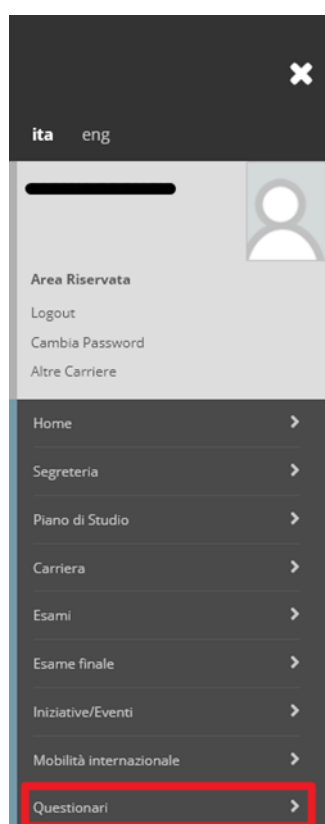 ita eng
Area Riservata
Logout
Cambia Password
Altre Carriere
Home
Segreteria
Piano di Studio
Carriera
Esami
Esame finale
Iniziative/Eventi
Mobilità internazionale
Questionari